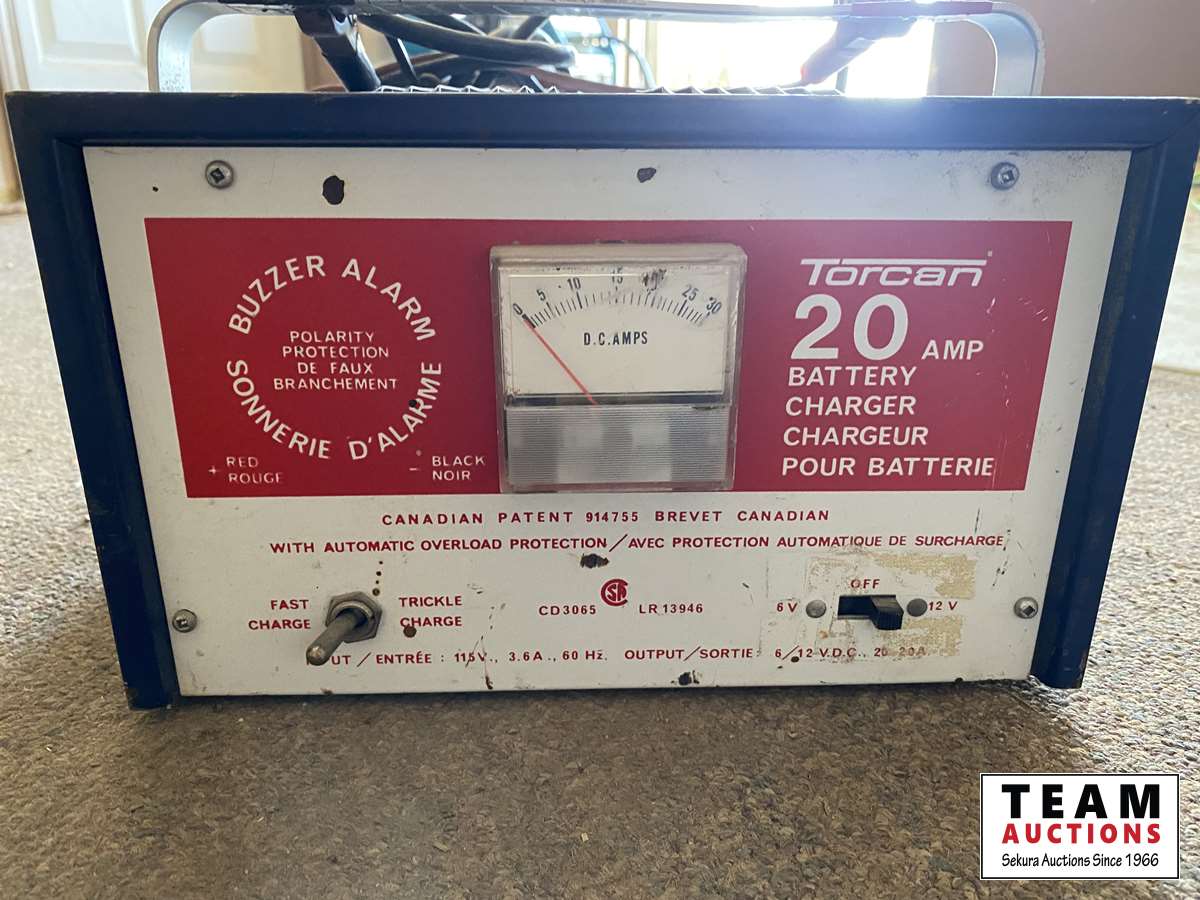 BUZZER ALARM
POLARITY
PROTECTION
DE FAUX
BRANCHEMENT
SONNERIE D'ALARME
+ RED
ROUGE
- BLACK
NOIR
0 5 10 15 25 30
D.C.AMPS
Torcan
20 AMP
BATTERY
CHARGER
CHARGEUR
POUR BATTERIE
CANADIAN PATENT 914755 BREVET CANADIAN
WITH AUTOMATIC OVERLOAD PROTECTION/AVEC PROTECTION AUTOMATIQUE DE SURCHARGE
FAST
CHARGE
TRICKLE
CHARGE
CD3065
LR 13946
OFF
6 V
12 V
/ ENTRÉE : 115V., 3.6A., 60 Hz. OUTPUT/SORTIE: 6/12 V.D.C.,
TEAM
AUCTIONS
Sekura Auctions Since 1966